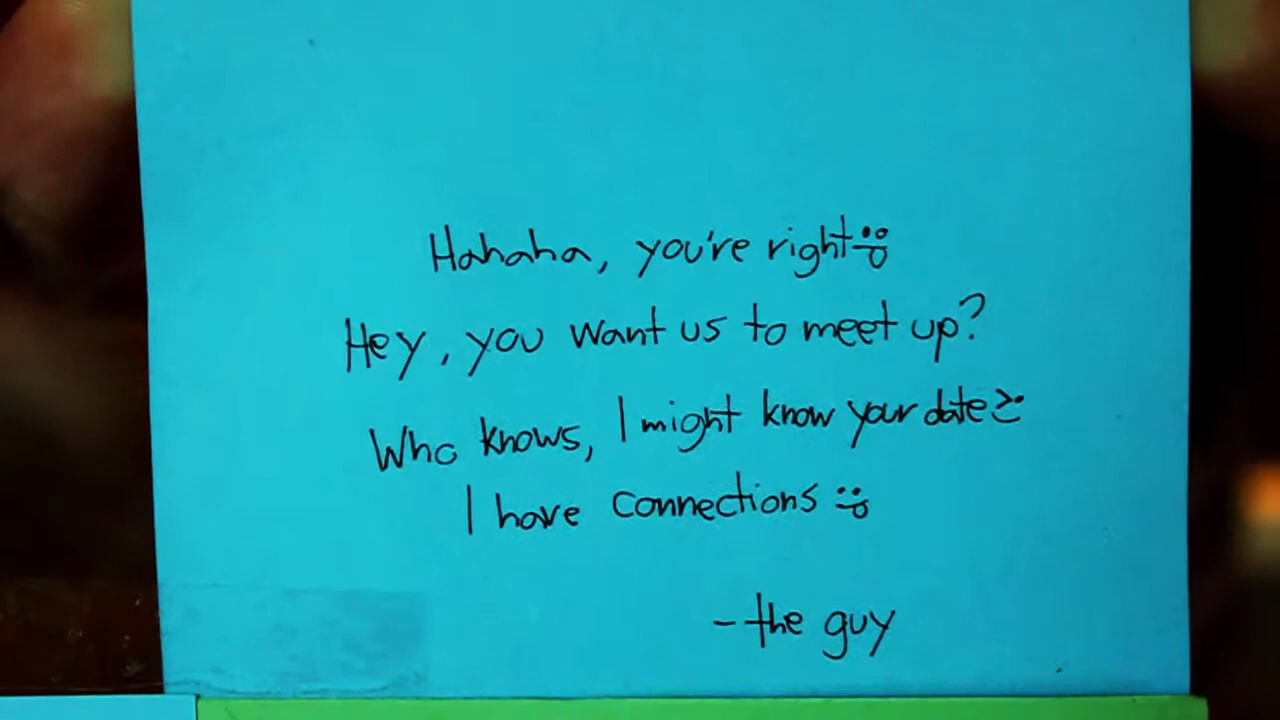 Hahaha, you're right :P
Hey, you want us to meet up?
Who knows, I might know your date ;)
I have connections :P
- the guy